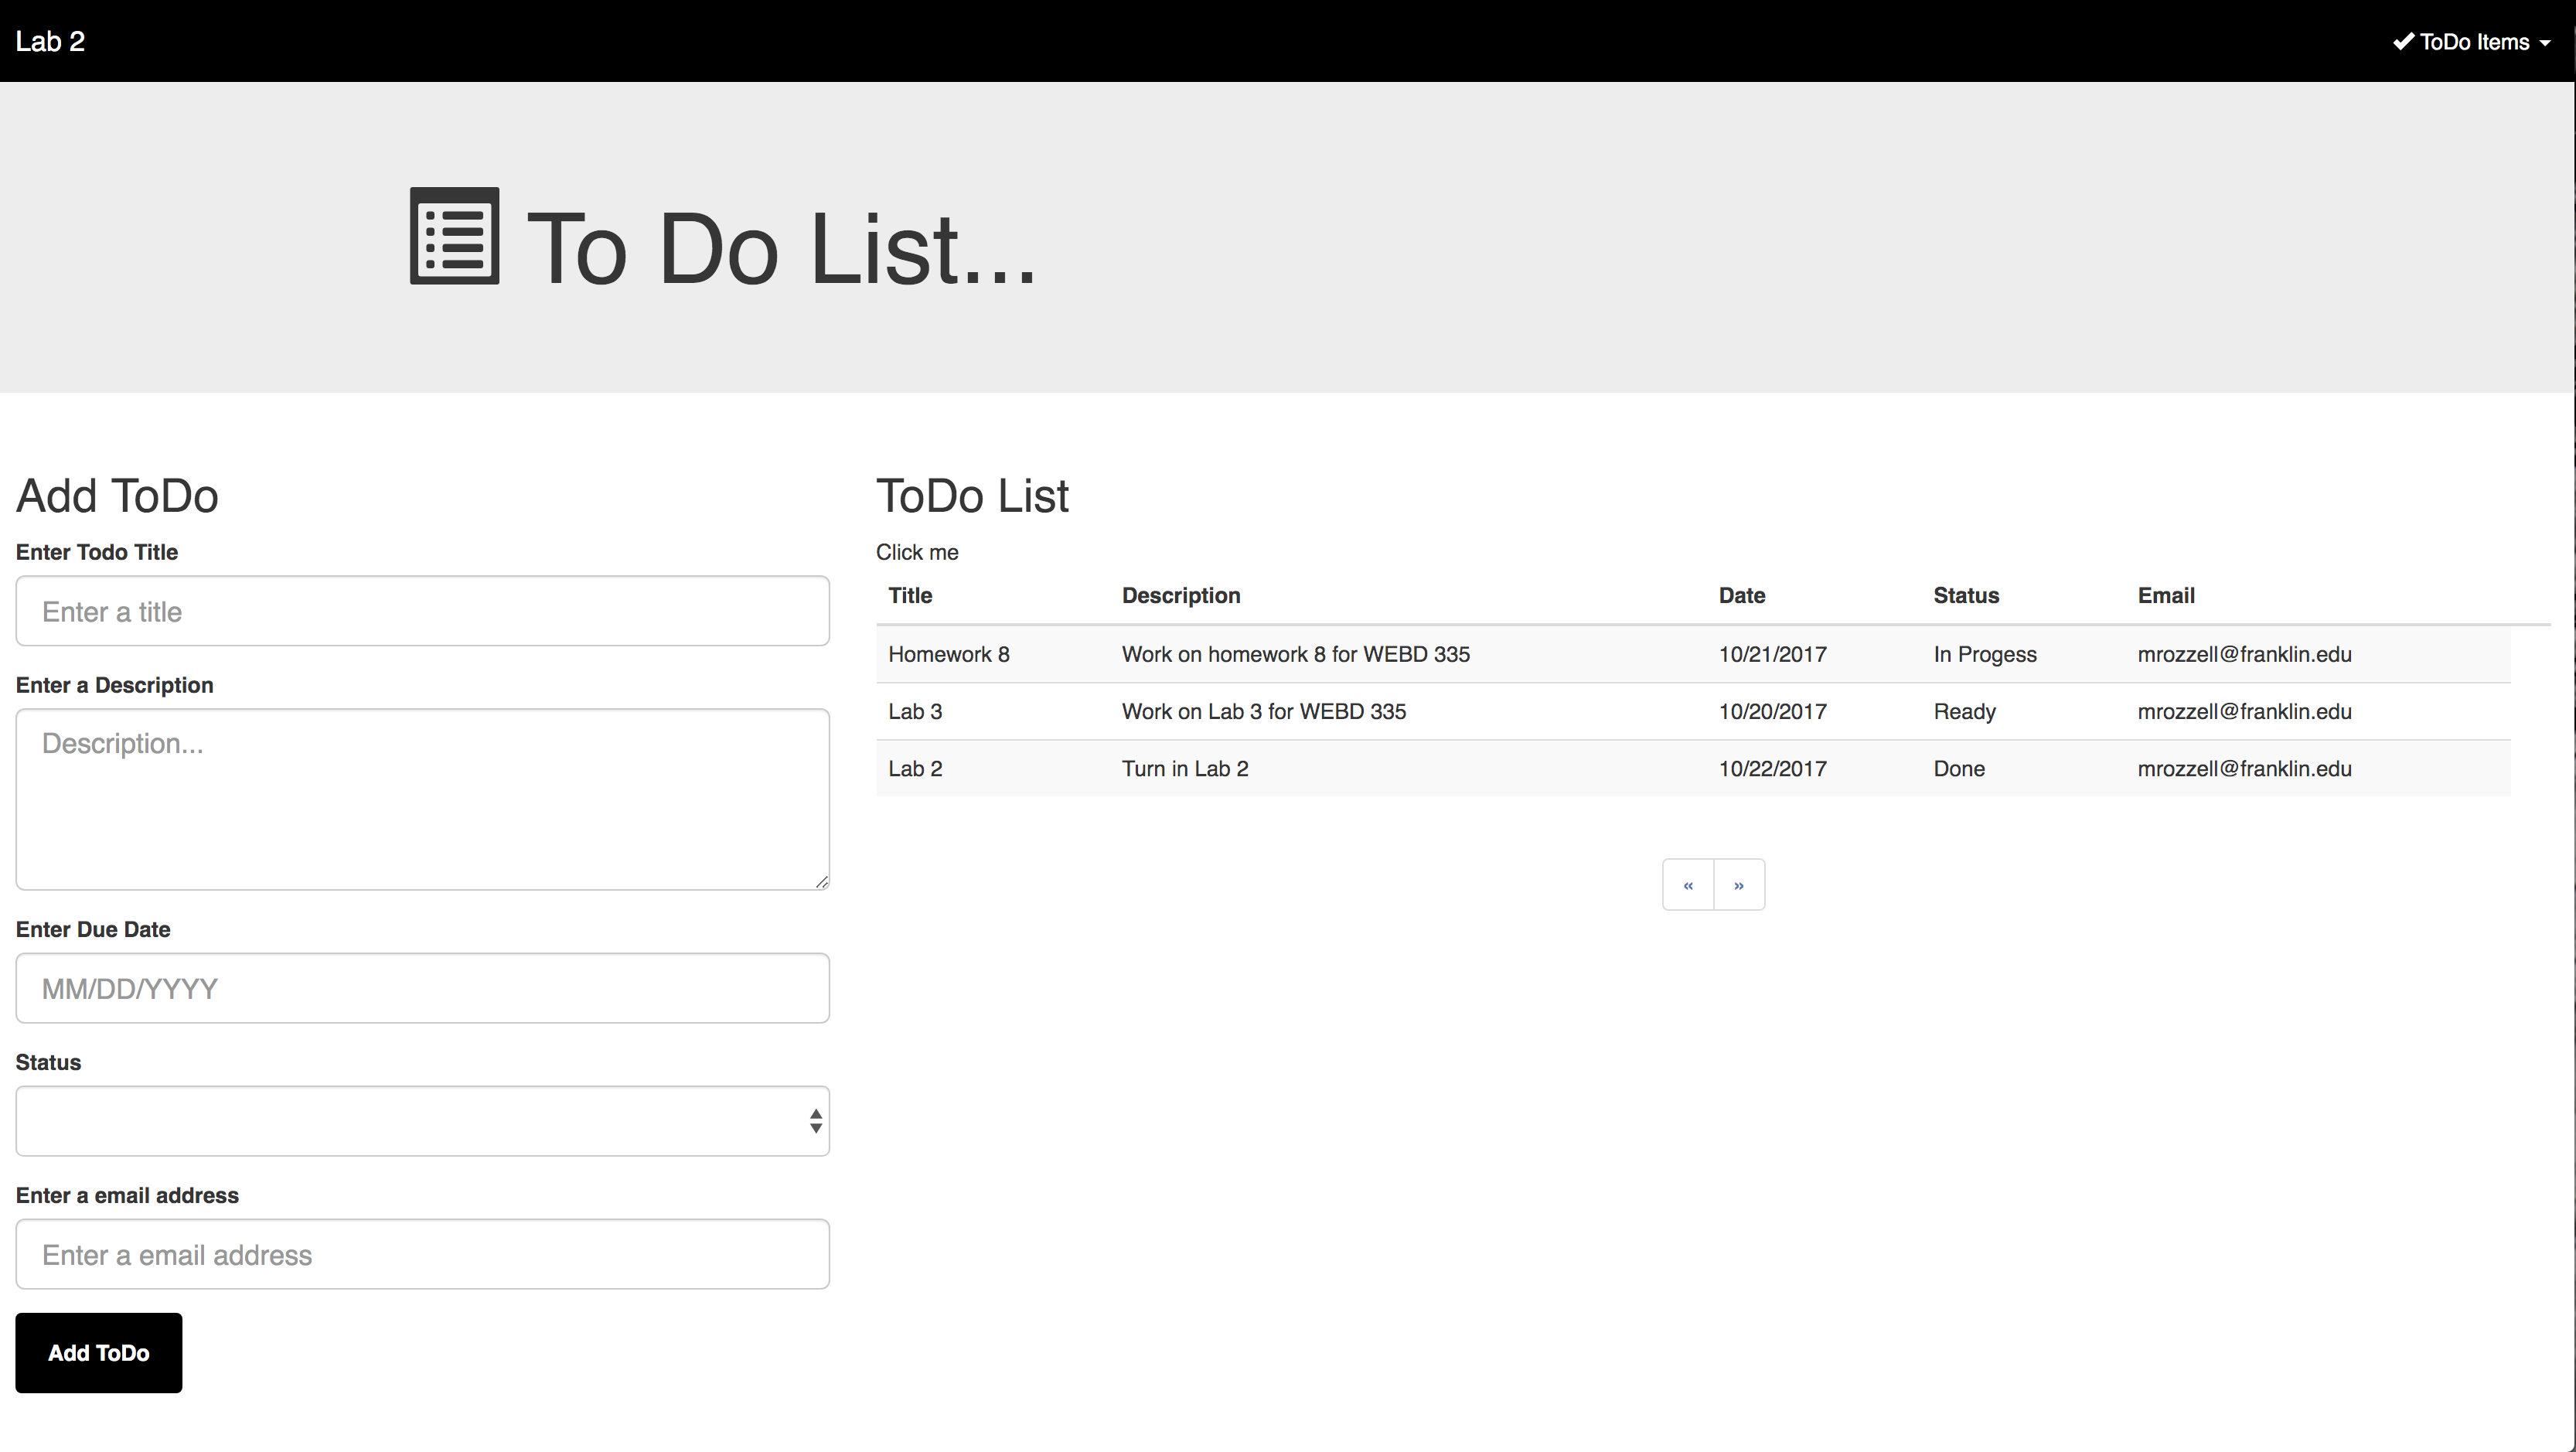 Lab 2
ToDo Items
To Do List...
Add ToDo
Enter Todo Title
Enter a title
Enter a Description
Description...
Enter Due Date
MM/DD/YYYY
Status
Enter a email address
Enter a email address
Add ToDo
ToDo List
Click me
Title Description Date Status Email
Homework 8 Work on homework 8 for WEBD 335 10/21/2017 In Progess mrozzell@franklin.edu
Lab 3 Work on Lab 3 for WEBD 335 10/20/2017 Ready mrozzell@franklin.edu
Lab 2 Turn in Lab 2 10/22/2017 Done mrozzell@franklin.edu
« »